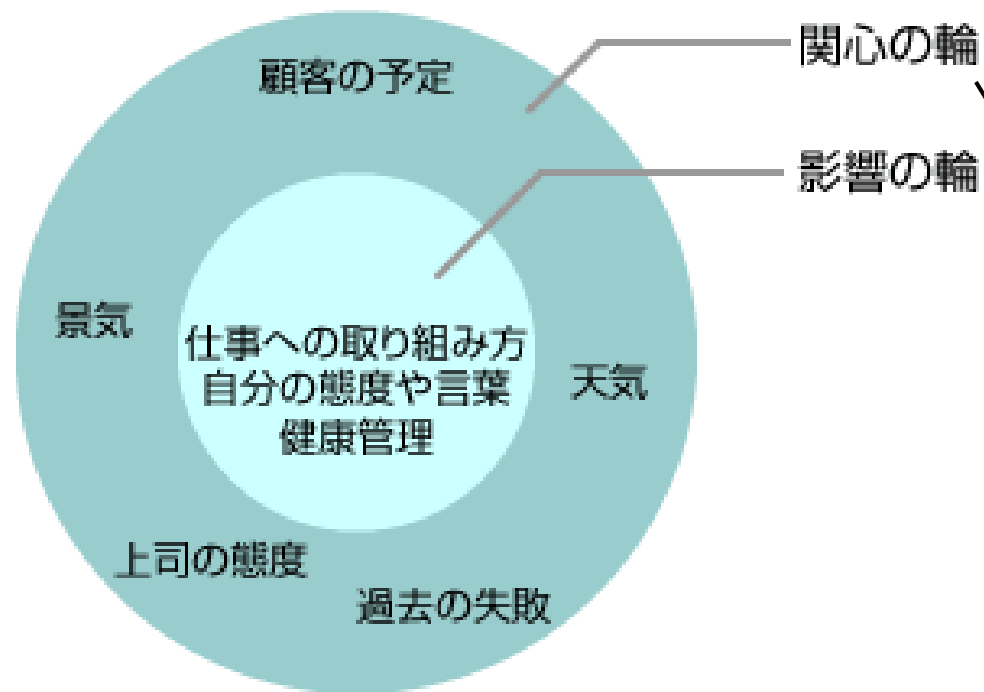 関心の輪
顧客の予定
影響の輪
景気
仕事への取り組み方
自分の態度や言葉
健康管理
天気
上司の態度
過去の失敗